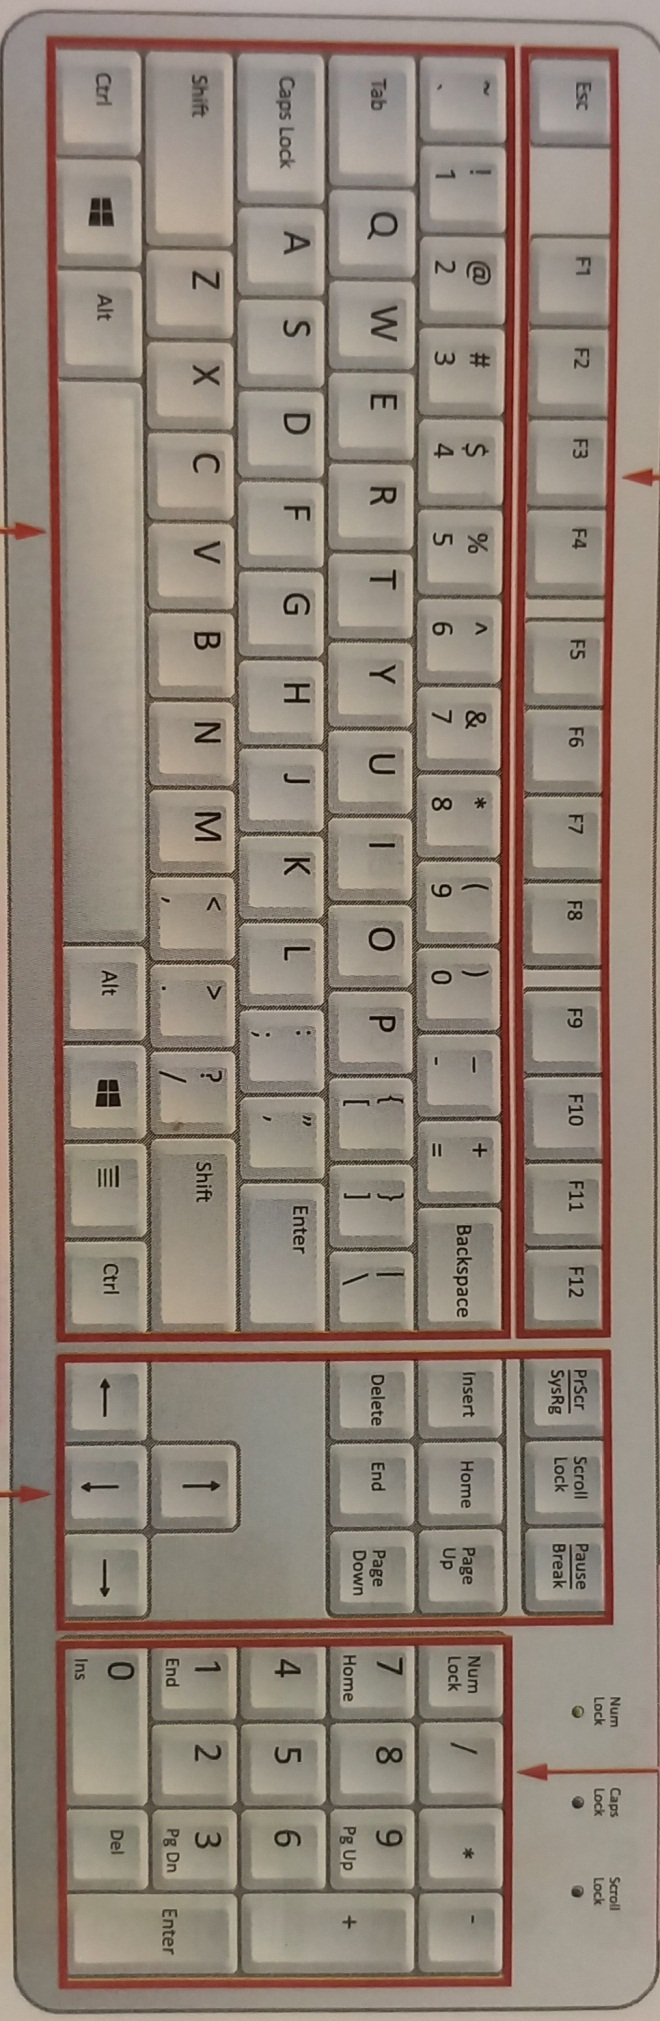 Esc F1 F2 F3 F4 F5 F6 F7 F8 F9 F10 F11 F12
PrScr Scroll Pause
SysRg Lock Break
Num Caps Scroll
Lock Lock Lock
~ ! @ # $ % ^ & * ( ) _ +
` 1 2 3 4 5 6 7 8 9 0 - = Backspace
Insert Home Page Up
Num Lock / * -
Tab Q W E R T Y U I O P { } |
[ ] \
Delete End Page Down
7 8 9 +
Home Pg Up
Caps Lock A S D F G H J K L : "
; ' Enter
4 5 6
Shift Z X C V B N M < > ? Shift
, . /
↑
1 2 3 Enter
End Pg Dn
Ctrl Alt Alt Ctrl
← ↓ →
0 Del
Ins